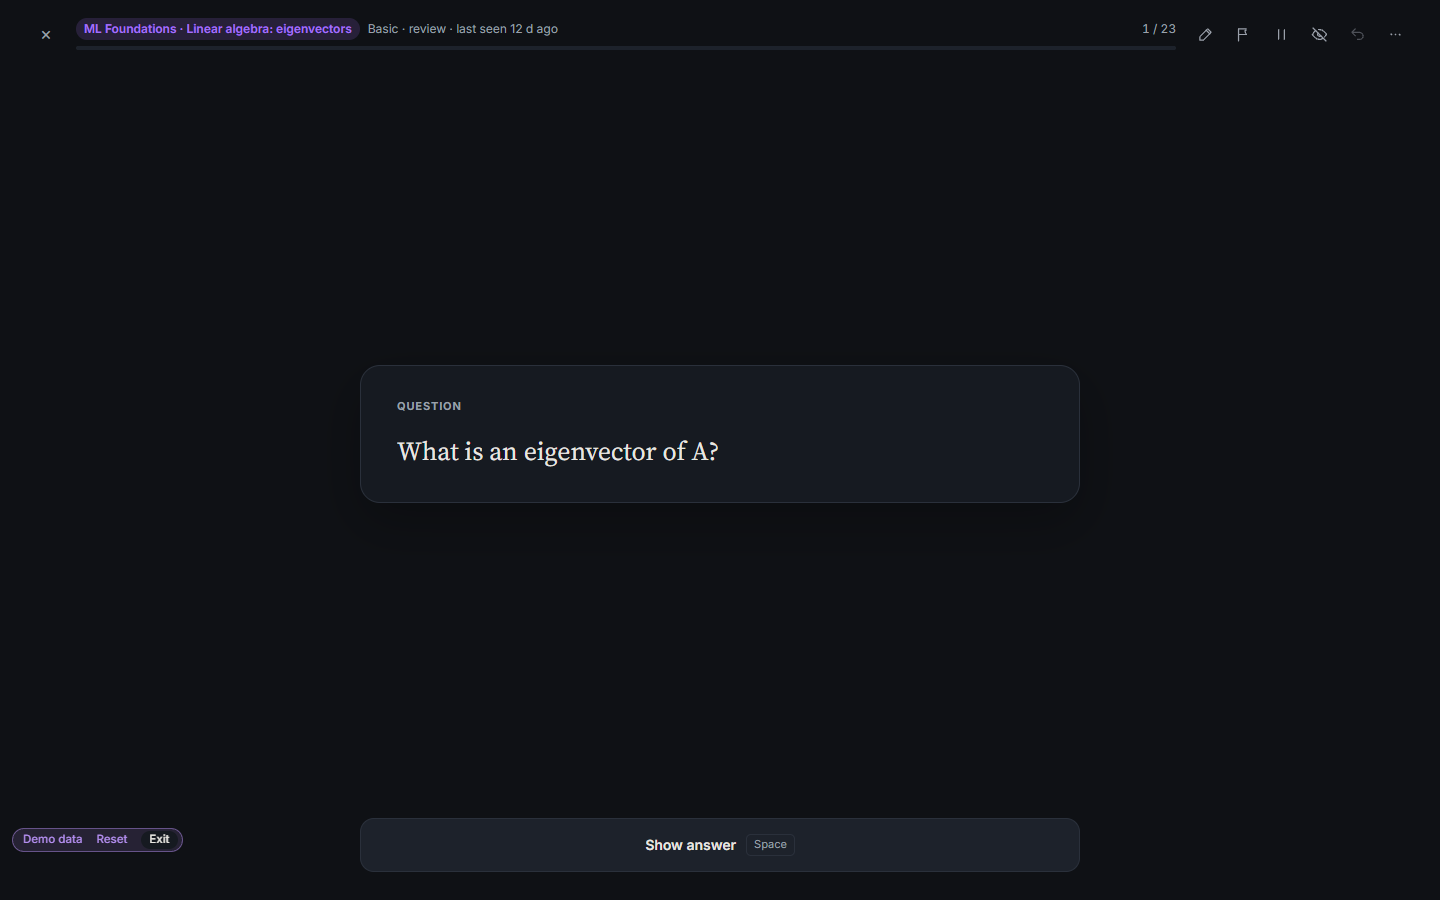 ML Foundations · Linear algebra: eigenvectors Basic · review · last seen 12 d ago 1 / 23
QUESTION
What is an eigenvector of A?
Demo data Reset Exit
Show answer Space